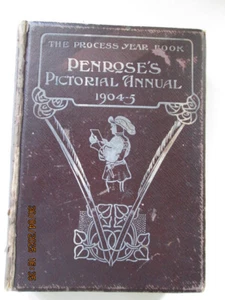 THE PROCESS YEAR BOOK
PENROSE'S
PICTORIAL ANNUAL
1904-5